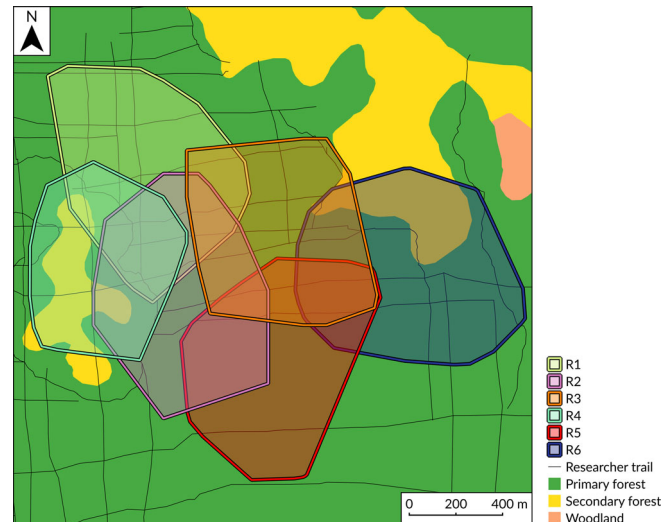 N
R1
R2
R3
R4
R5
R6
Researcher trail
Primary forest
Secondary forest
Woodland
0 200 400 m